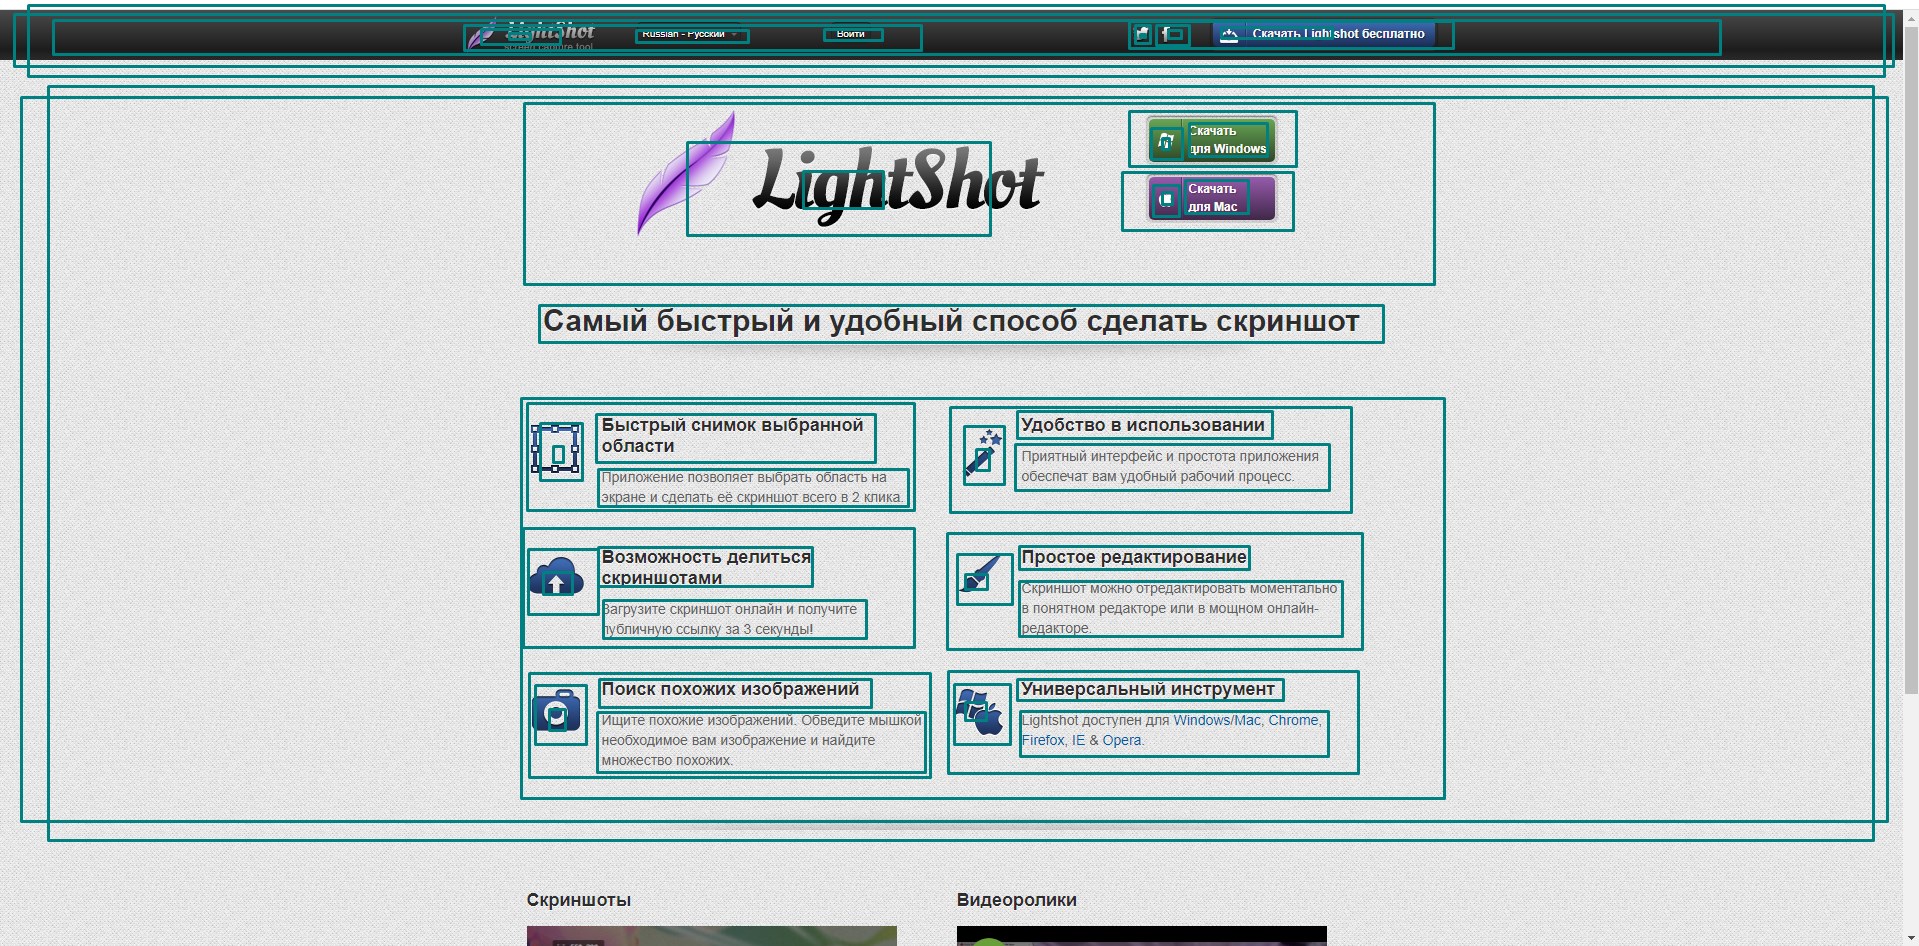 LightShot
screen capture tool
Russian - Русский
Войти
Скачать Lightshot бесплатно
LightShot
Скачать
для Windows
Скачать
для Mac
Самый быстрый и удобный способ сделать скриншот
Быстрый снимок выбранной
области
Приложение позволяет выбрать область на
экране и сделать её скриншот всего в 2 клика.
Удобство в использовании
Приятный интерфейс и простота приложения
обеспечат вам удобный рабочий процесс.
Возможность делиться
скриншотами
Загрузите скриншот онлайн и получите
публичную ссылку за 3 секунды!
Простое редактирование
Скриншот можно отредактировать моментально
в понятном редакторе или в мощном онлайн-
редакторе.
Поиск похожих изображений
Ищите похожие изображений. Обведите мышкой
необходимое вам изображение и найдите
множество похожих.
Универсальный инструмент
Lightshot доступен для Windows/Mac, Chrome,
Firefox, IE & Opera.
Скриншоты
Видеоролики